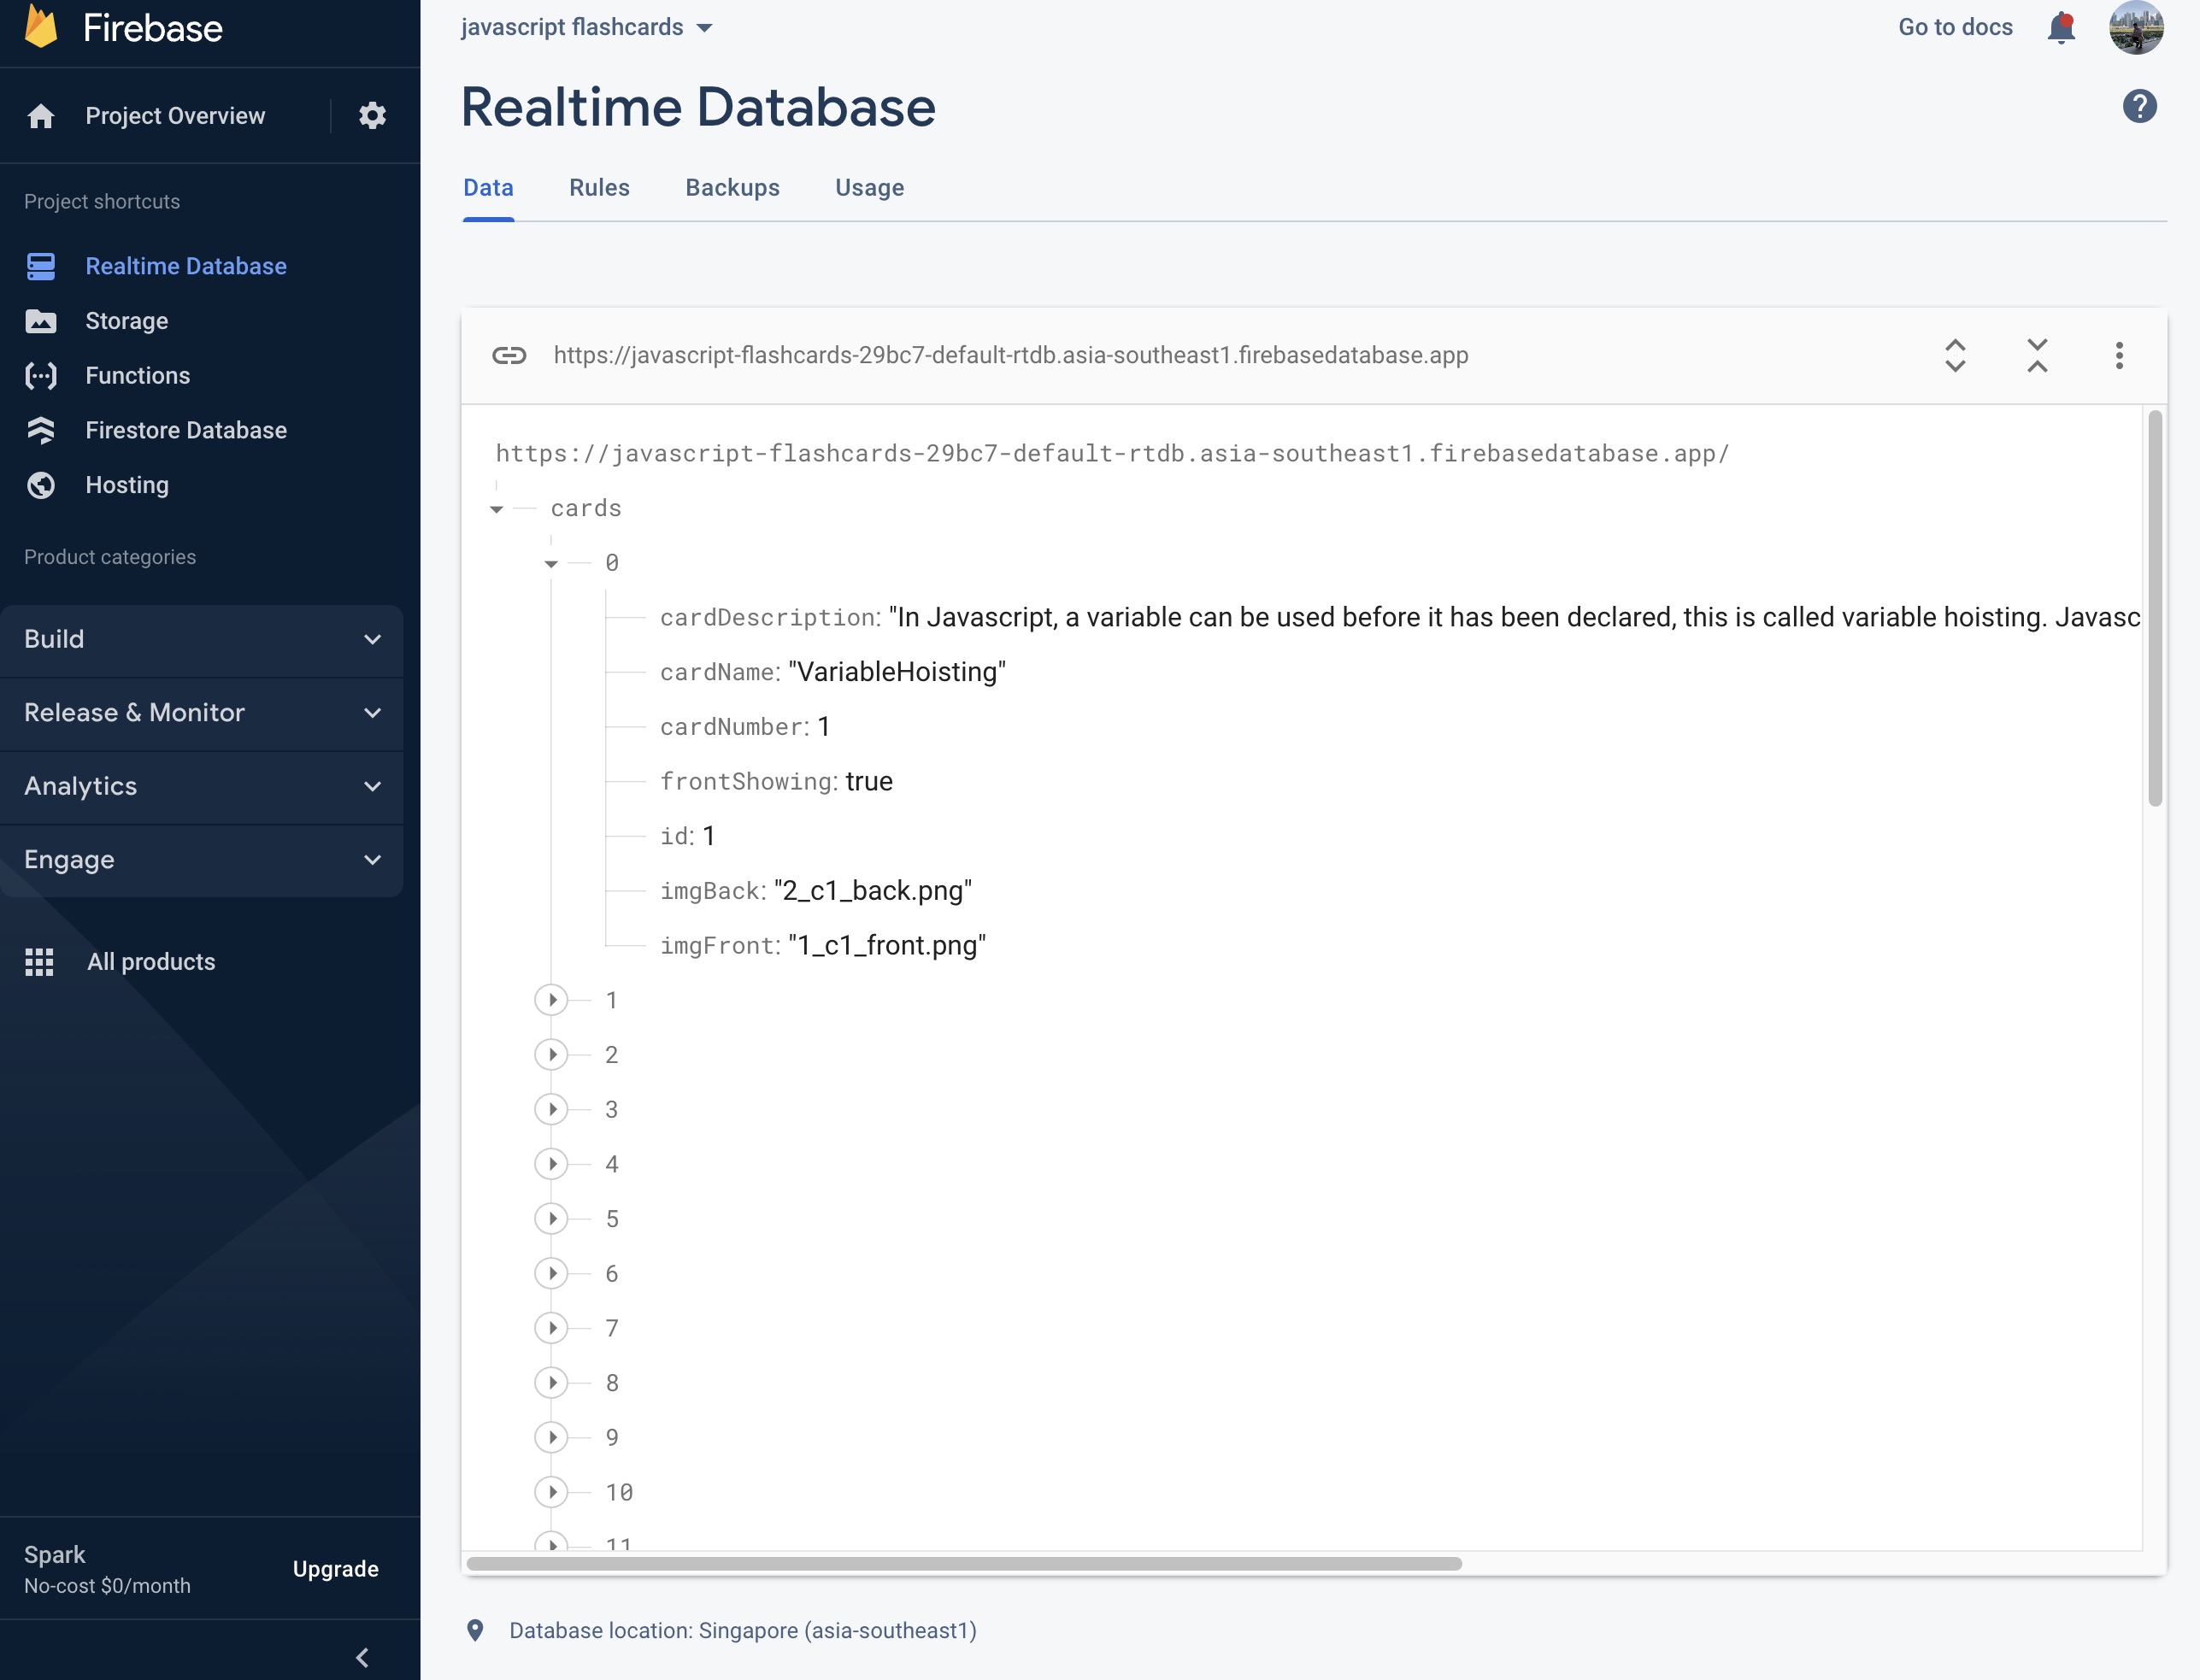 Firebase
Project Overview
Project shortcuts
Realtime Database
Storage
Functions
Firestore Database
Hosting
Product categories
Build
Release & Monitor
Analytics
Engage
All products
Spark
No-cost $0/month
Upgrade
javascript flashcards
Go to docs
Realtime Database
Data Rules Backups Usage
https://javascript-flashcards-29bc7-default-rtdb.asia-southeast1.firebasedatabase.app
https://javascript-flashcards-29bc7-default-rtdb.asia-southeast1.firebasedatabase.app/
cards
0
cardDescription: "In Javascript, a variable can be used before it has been declared, this is called variable hoisting. Javasc
cardName: "VariableHoisting"
cardNumber: 1
frontShowing: true
id: 1
imgBack: "2_c1_back.png"
imgFront: "1_c1_front.png"
1
2
3
4
5
6
7
8
9
10
11
Database location: Singapore (asia-southeast1)